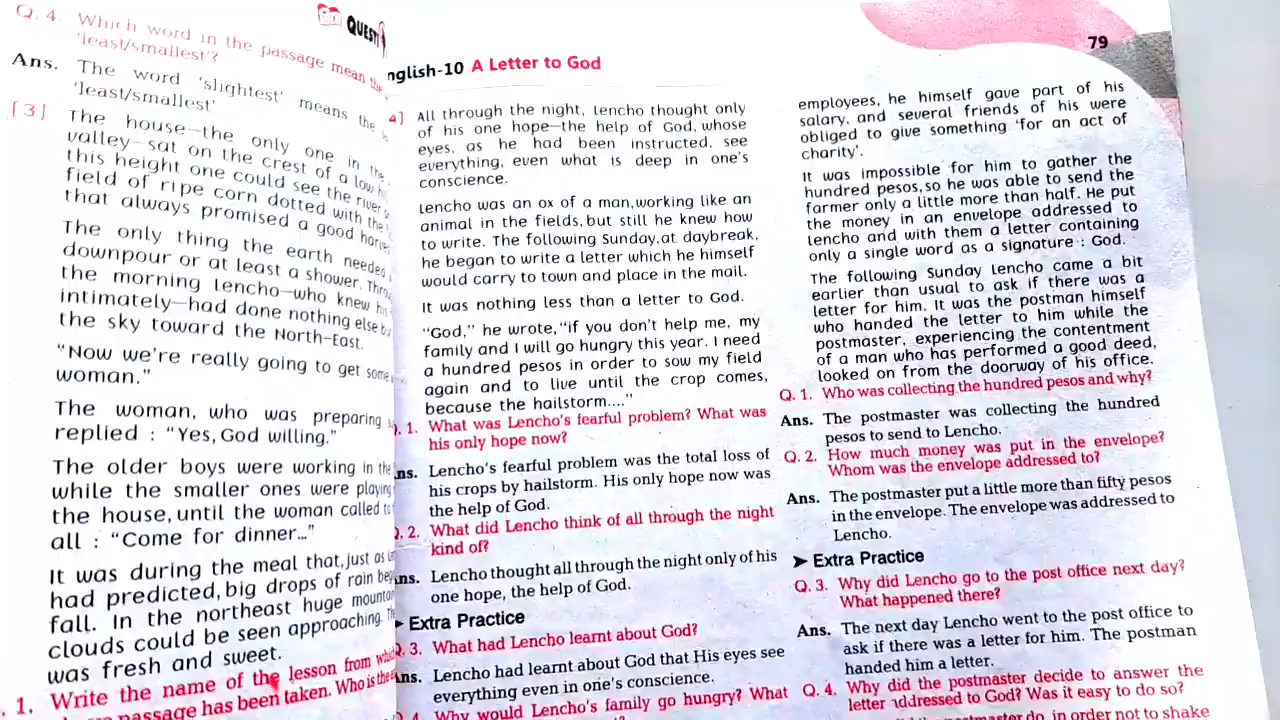 Q. 4. Which word in the passage mean the
'least/smallest'?
Ans. The word 'slightest' means the
'least/smallest'
[3] The house—the only one in the
valley—sat on the crest of a low
this height one could see the river
field of ripe corn dotted with the
that always promised a good
The only thing the earth needed
downpour or at least a shower.
the morning Lencho—who knew his
intimately—had done nothing else
the sky toward the North-East.
"Now we're really going to get some
woman."
The woman, who was preparing
replied : "Yes, God willing."
The older boys were working in the
while the smaller ones were playing
the house, until the woman called to
all : "Come for dinner..."
It was during the meal that, just as
had predicted, big drops of rain
fall. In the northeast huge
clouds could be seen approaching.
was fresh and sweet.
. 1. Write the name of the lesson from
passage has been taken. Who is the
QUEST
79
nglish-10 A Letter to God
4] All through the night, lencho thought only
of his one hope—the help of God, whose
eyes, as he had been instructed, see
everything, even what is deep in one's
conscience.
lencho was an ox of a man,working like an
animal in the fields, but still he knew how
to write. The following Sunday.at daybreak,
he began to write a letter which he himself
would carry to town and place in the mail.
It was nothing less than a letter to God.
"God," he wrote,"if you don't help me, my
family and I will go hungry this year. I need
a hundred pesos in order to sow my field
again and to live until the crop comes,
because the hailstorm...."
. 1. What was Lencho's fearful problem? What was
his only hope now?
ns. Lencho's fearful problem was the total loss of
his crops by hailstorm. His only hope now was
the help of God.
. 2. What did Lencho think of all through the night
kind of?
ns. Lencho thought all through the night only of his
one hope, the help of God.
➤ Extra Practice
. 3. What had Lencho learnt about God?
ns. Lencho had learnt about God that His eyes see
everything even in one's conscience.
. 4. Why would Lencho's family go hungry? What
employees, he himself gave part of his
salary, and several friends of his were
obliged to give something 'for an act of
charity'.
It was impossible for him to gather the
hundred pesos,so he was able to send the
farmer only a little more than half. He put
the money in an envelope addressed to
lencho and with them a letter containing
only a single word as a signature : God.
The following Sunday Lencho came a bit
earlier than usual to ask if there was a
letter for him. It was the postman himself
who handed the letter to him while the
postmaster, experiencing the contentment
of a man who has performed a good deed,
looked on from the doorway of his office.
Q. 1. Who was collecting the hundred pesos and why?
Ans. The postmaster was collecting the hundred
pesos to send to Lencho.
Q. 2. How much money was put in the envelope?
Whom was the envelope addressed to?
Ans. The postmaster put a little more than fifty pesos
in the envelope. The envelope was addressed to
Lencho.
➤ Extra Practice
Q. 3. Why did Lencho go to the post office next day?
What happened there?
Ans. The next day Lencho went to the post office to
ask if there was a letter for him. The postman
handed him a letter.
Q. 4. Why did the postmaster decide to answer the
letter addressed to God? Was it easy to do so?
do, in order not to shake